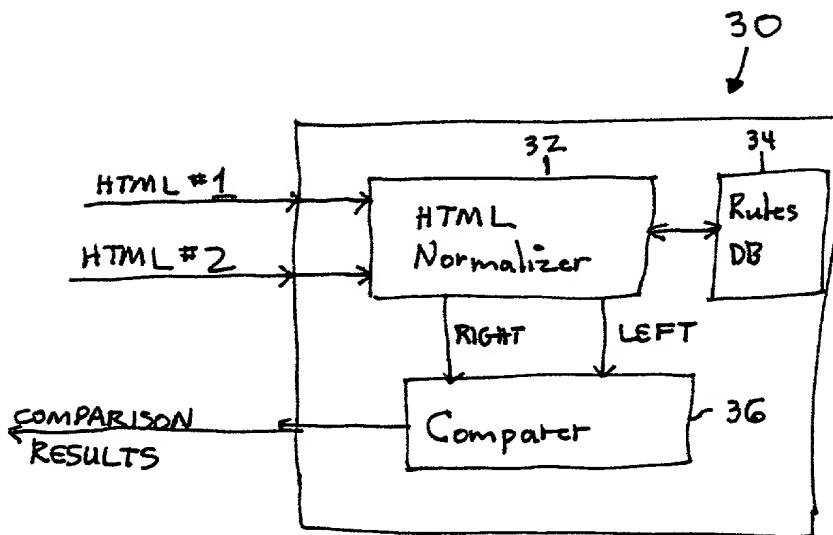 30
32
34
HTML #1
HTML
Normalizer
Rules
DB
HTML #2
RIGHT
LEFT
Comparer
36
COMPARISON
RESULTS